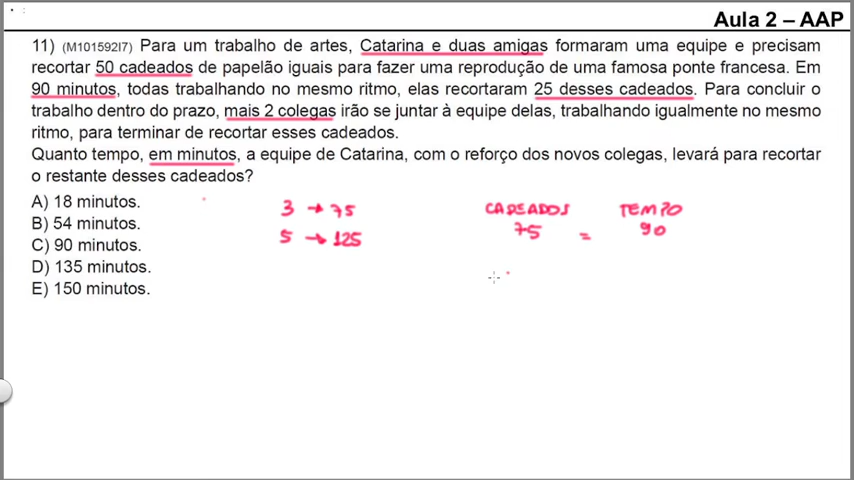 Aula 2 – AAP
11) (M101592I7) Para um trabalho de artes, Catarina e duas amigas formaram uma equipe e precisam
recortar 50 cadeados de papelão iguais para fazer uma reprodução de uma famosa ponte francesa. Em
90 minutos, todas trabalhando no mesmo ritmo, elas recortaram 25 desses cadeados. Para concluir o
trabalho dentro do prazo, mais 2 colegas irão se juntar à equipe delas, trabalhando igualmente no mesmo
ritmo, para terminar de recortar esses cadeados.
Quanto tempo, em minutos, a equipe de Catarina, com o reforço dos novos colegas, levará para recortar
o restante desses cadeados?
A) 18 minutos.
B) 54 minutos.
C) 90 minutos.
D) 135 minutos.
E) 150 minutos.
3 → 75
5 → 125
CADEADOS TEMPO
75 = 90